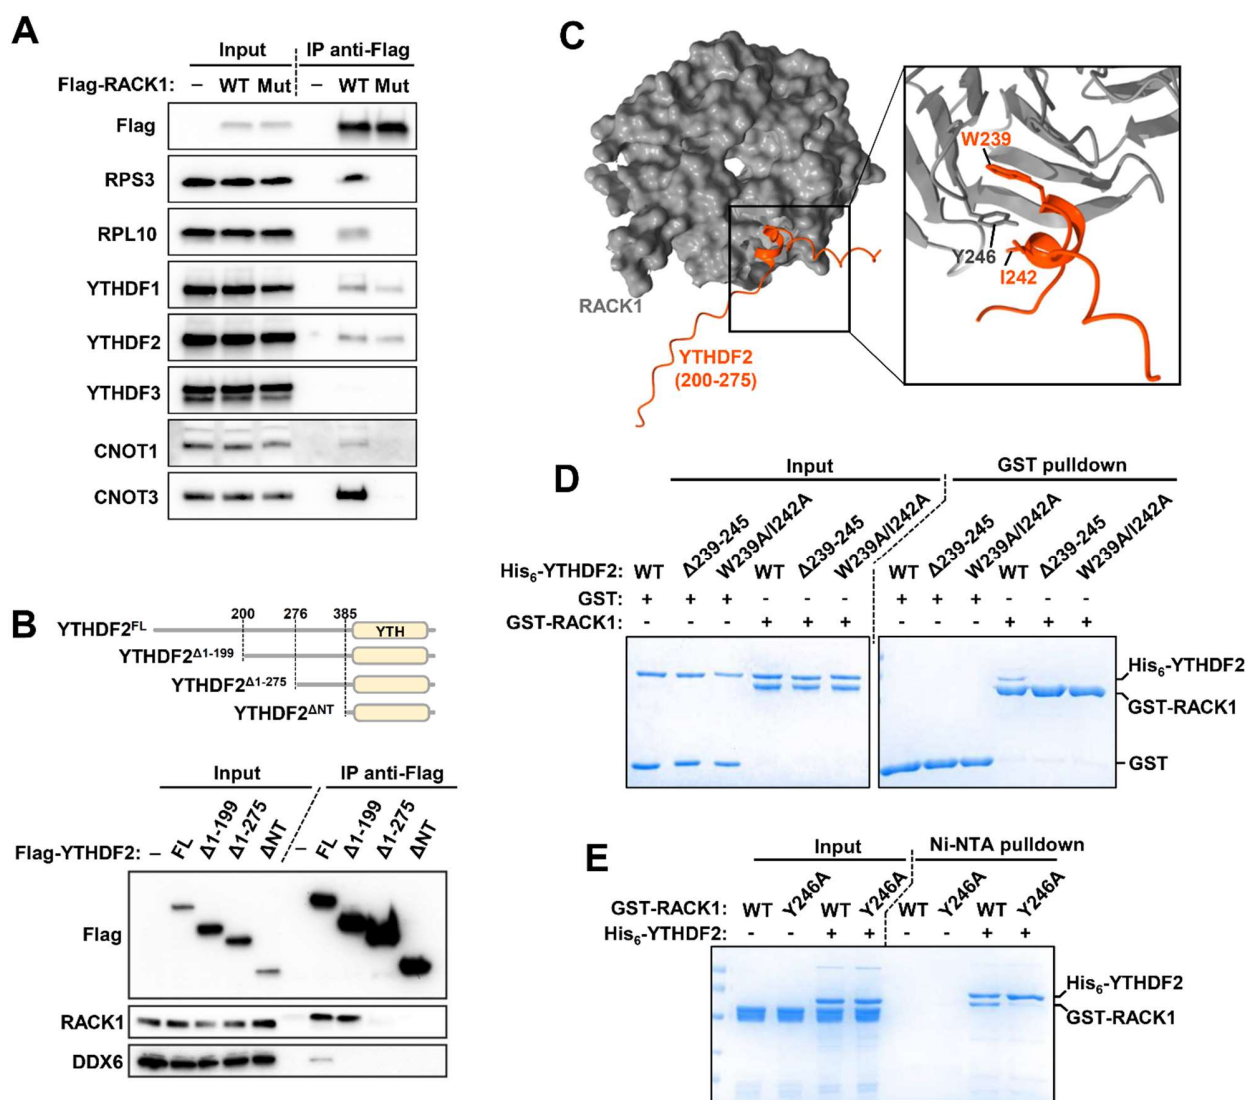 A
Input IP anti-Flag
Flag-RACK1: – WT Mut – WT Mut
Flag
RPS3
RPL10
YTHDF1
YTHDF2
YTHDF3
CNOT1
CNOT3
C
RACK1
YTHDF2
(200-275)
W239
Y246
I242
B
200 276 385
YTHDF2FL YTH
YTHDF2Δ1-199
YTHDF2Δ1-275
YTHDF2ΔNT
Input IP anti-Flag
Flag-YTHDF2: – FL Δ1-199 Δ1-275 ΔNT – FL Δ1-199 Δ1-275 ΔNT
Flag
RACK1
DDX6
D
Input GST pulldown
His6-YTHDF2: WT Δ239-245 W239A/I242A WT Δ239-245 W239A/I242A WT Δ239-245 W239A/I242A WT Δ239-245 W239A/I242A
GST: + + + - - - + + + - - -
GST-RACK1: - - - + + + - - - + + +
His6-YTHDF2
GST-RACK1
GST
E
Input Ni-NTA pulldown
GST-RACK1: WT Y246A WT Y246A WT Y246A WT Y246A
His6-YTHDF2: - - + + - - + +
His6-YTHDF2
GST-RACK1